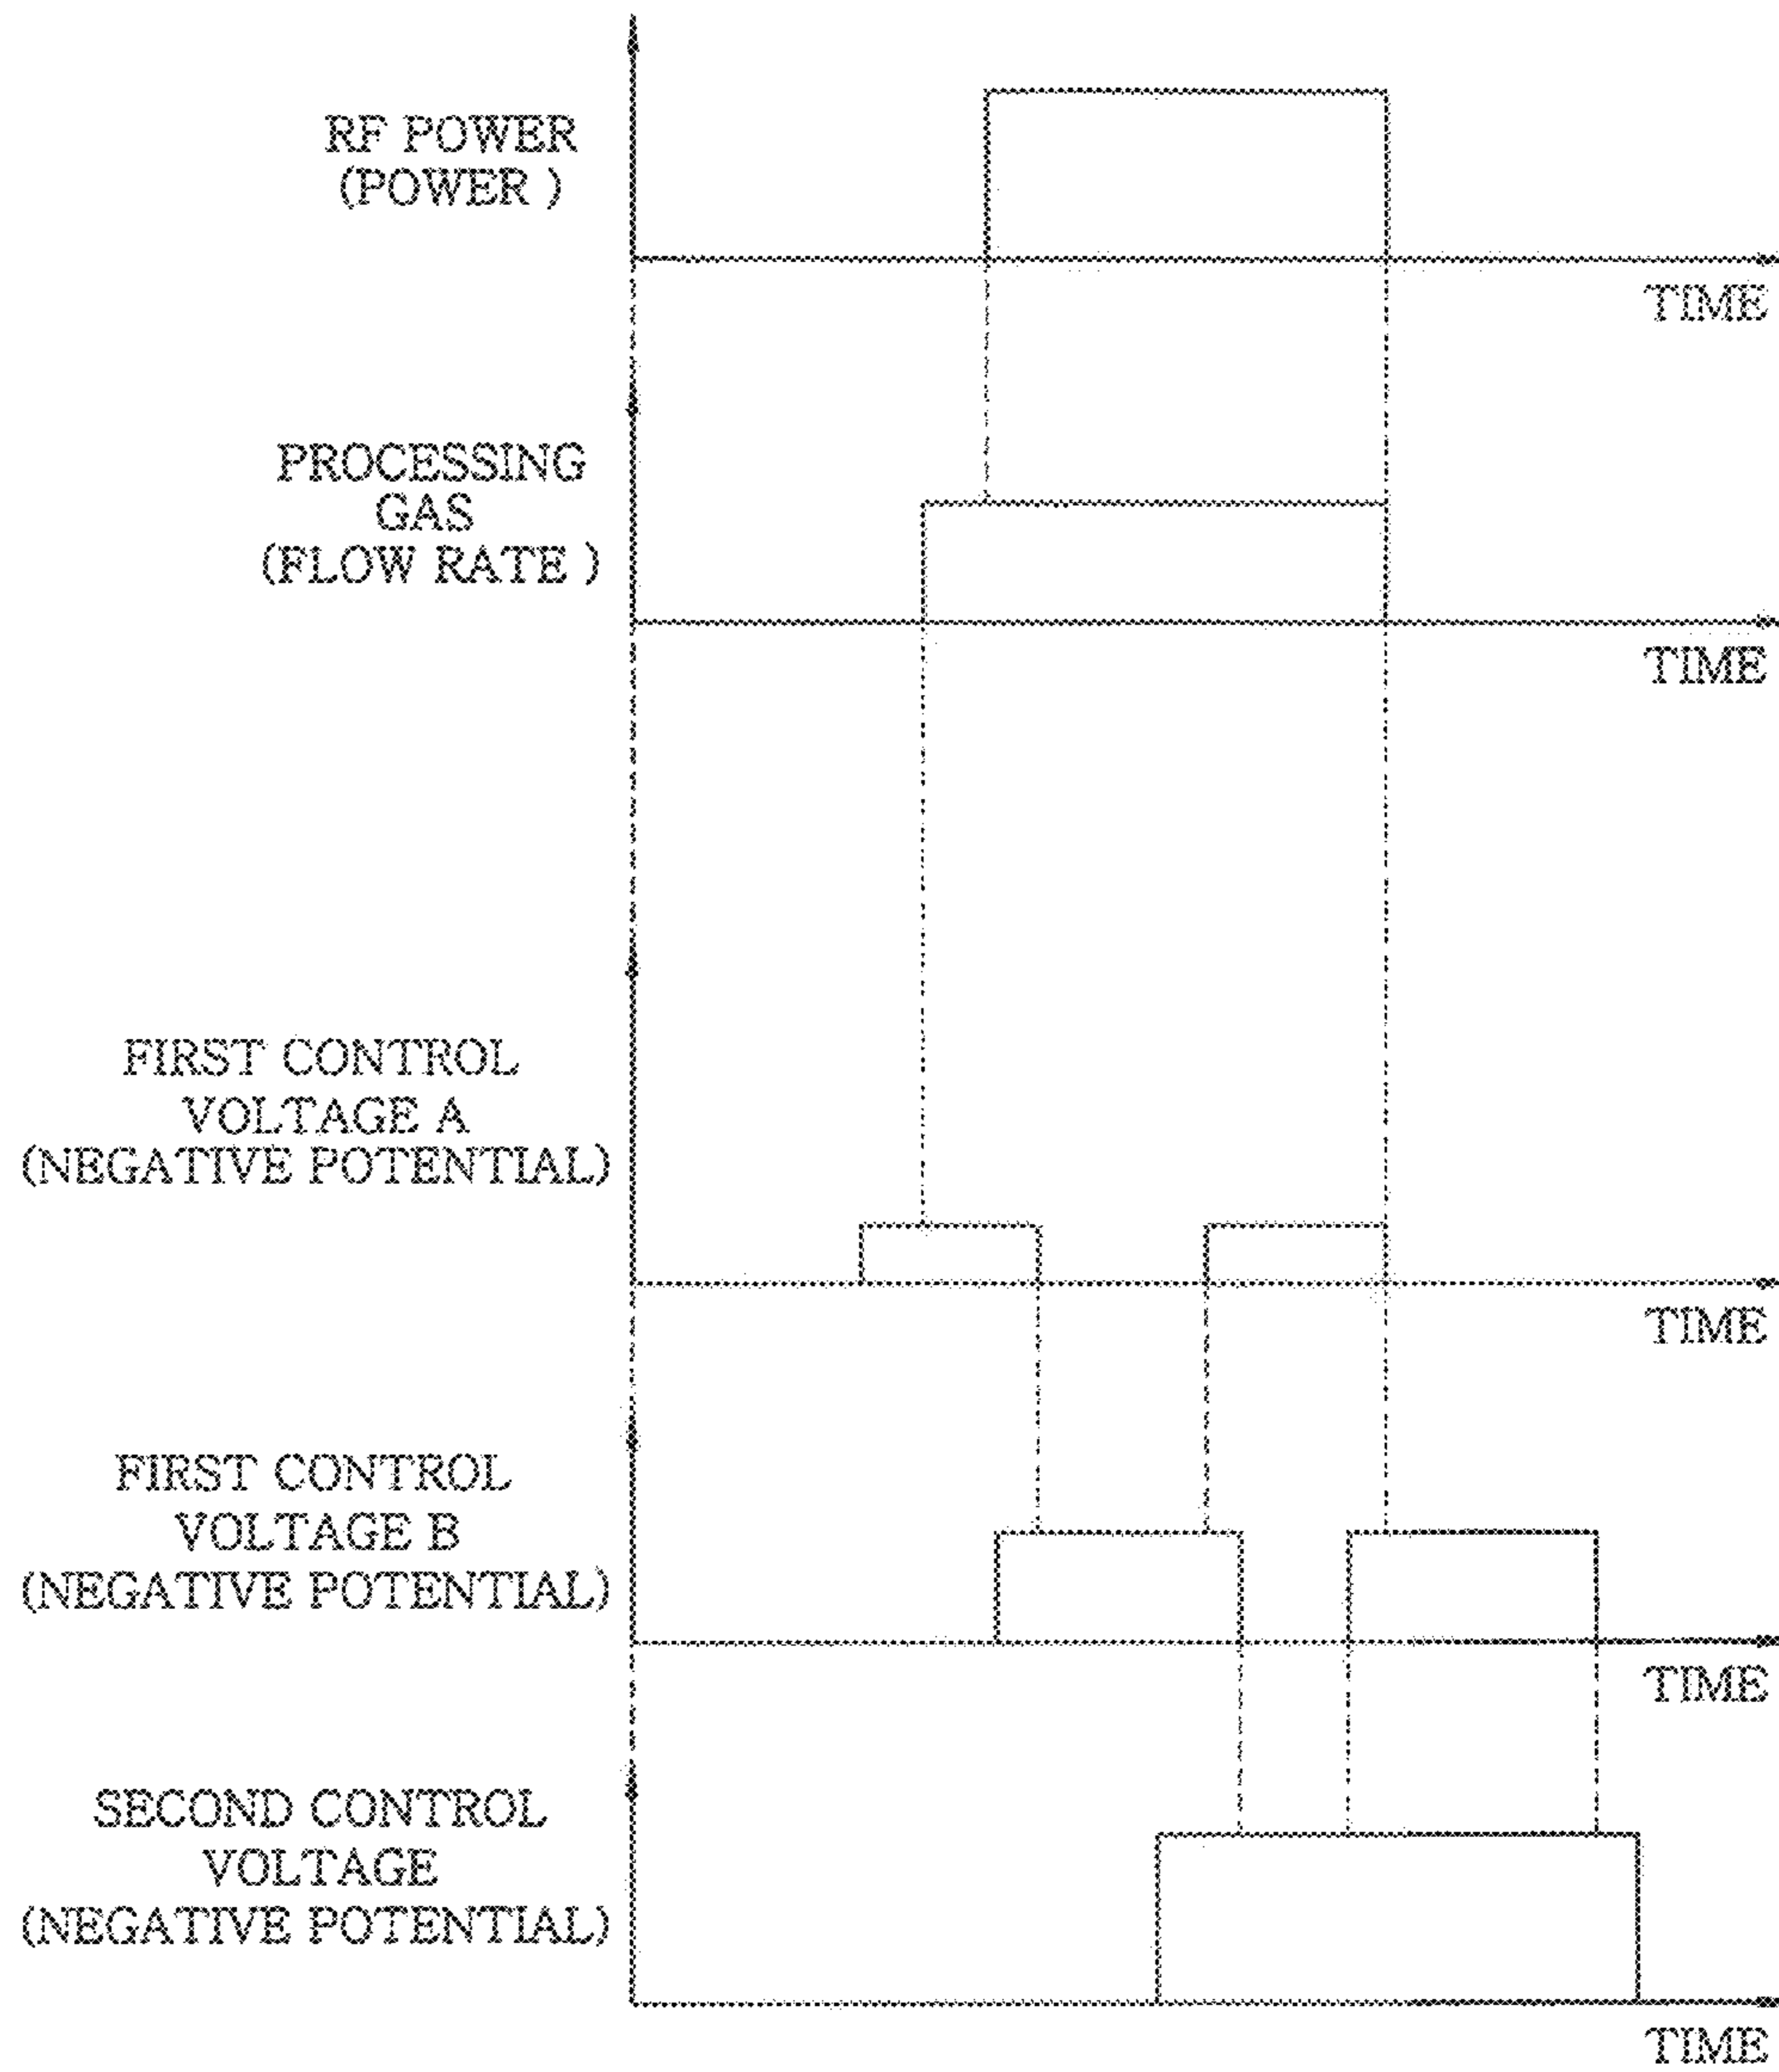 RF POWER
(POWER )
TIME
PROCESSING
GAS
(FLOW RATE )
TIME
FIRST CONTROL
VOLTAGE A
(NEGATIVE POTENTIAL)
TIME
FIRST CONTROL
VOLTAGE B
(NEGATIVE POTENTIAL)
TIME
SECOND CONTROL
VOLTAGE
(NEGATIVE POTENTIAL)
TIME